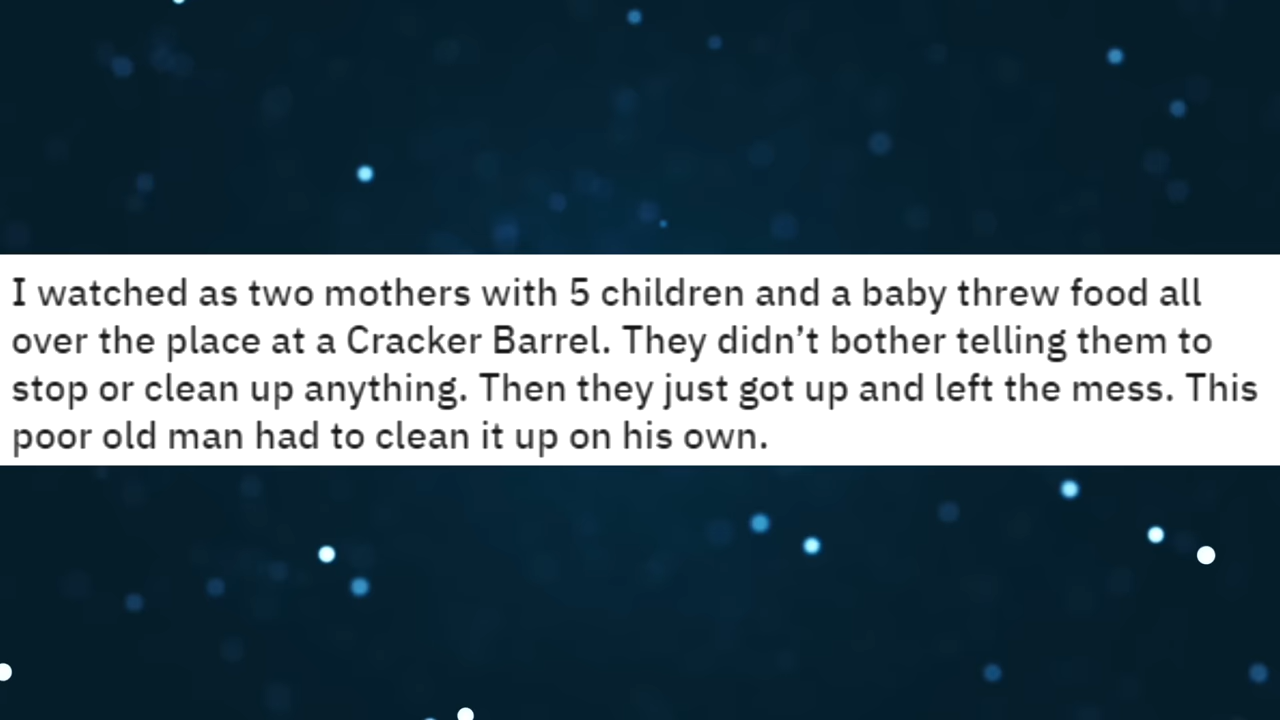 I watched as two mothers with 5 children and a baby threw food all
over the place at a Cracker Barrel. They didn’t bother telling them to
stop or clean up anything. Then they just got up and left the mess. This
poor old man had to clean it up on his own.